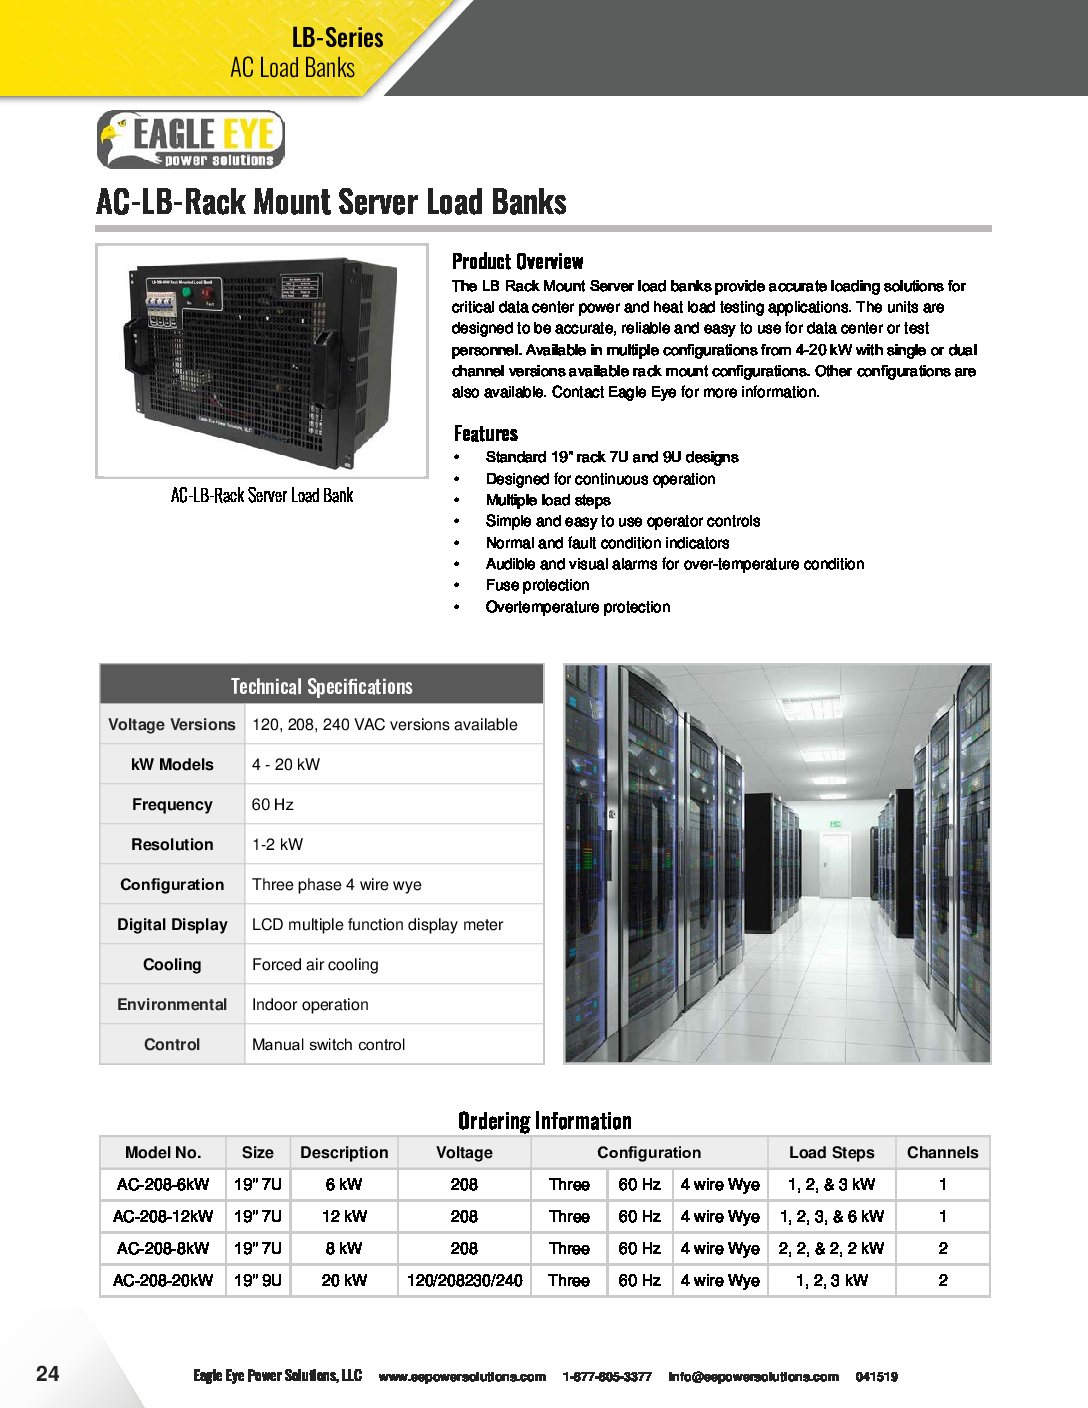 LB-Series
AC Load Banks
EAGLE EYE
power solutions
AC-LB-Rack Mount Server Load Banks
Product Overview
The LB Rack Mount Server load banks provide accurate loading solutions for
critical data center power and heat load testing applications. The units are
designed to be accurate, reliable and easy to use for data center or test
personnel. Available in multiple configurations from 4-20 kW with single or dual
channel versions available rack mount configurations. Other configurations are
also available. Contact Eagle Eye for more information.
AC-LB-Rack Server Load Bank
Features
• Standard 19" rack 7U and 9U designs
• Designed for continuous operation
• Multiple load steps
• Simple and easy to use operator controls
• Normal and fault condition indicators
• Audible and visual alarms for over-temperature condition
• Fuse protection
• Overtemperature protection
Technical Specifications
Voltage Versions 120, 208, 240 VAC versions available
kW Models 4 - 20 kW
Frequency 60 Hz
Resolution 1-2 kW
Configuration Three phase 4 wire wye
Digital Display LCD multiple function display meter
Cooling Forced air cooling
Environmental Indoor operation
Control Manual switch control
Ordering Information
Model No. Size Description Voltage Configuration Load Steps Channels
AC-208-6kW 19" 7U 6 kW 208 Three 60 Hz 4 wire Wye 1, 2, & 3 kW 1
AC-208-12kW 19" 7U 12 kW 208 Three 60 Hz 4 wire Wye 1, 2, 3, & 6 kW 1
AC-208-8kW 19" 7U 8 kW 208 Three 60 Hz 4 wire Wye 2, 2, & 2, 2 kW 2
AC-208-20kW 19" 9U 20 kW 120/208230/240 Three 60 Hz 4 wire Wye 1, 2, 3 kW 2
24
Eagle Eye Power Solutions, LLC www.eepowersolutions.com 1-877-805-3377 info@eepowersolutions.com 041519